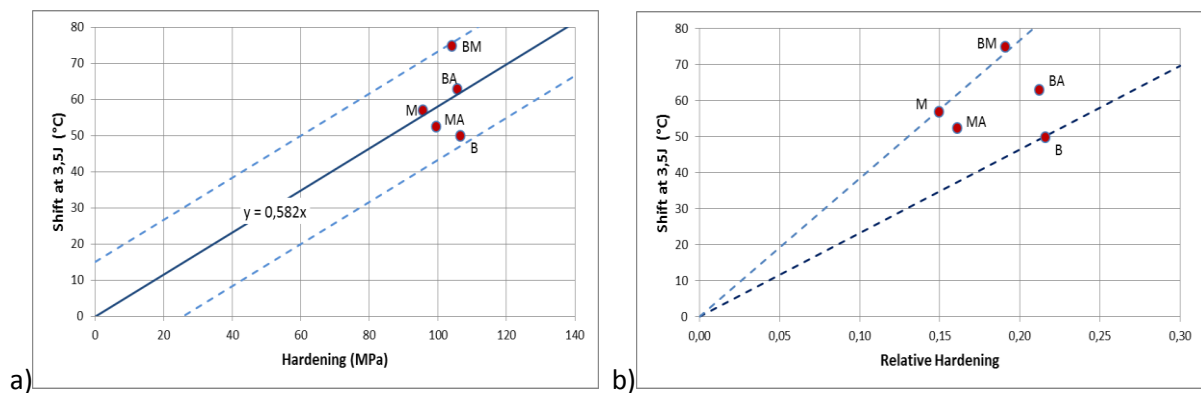 80
70
60
50
40
30
20
10
0
Shift at 3,5J (°C)
BM
BA
M
MA
B
y = 0,582x
0 20 40 60 80 100 120 140
Hardening (MPa)
a)
80
70
60
50
40
30
20
10
0
Shift at 3,5J (°C)
BM
BA
M
MA
B
0,00 0,05 0,10 0,15 0,20 0,25 0,30
Relative Hardening
b)